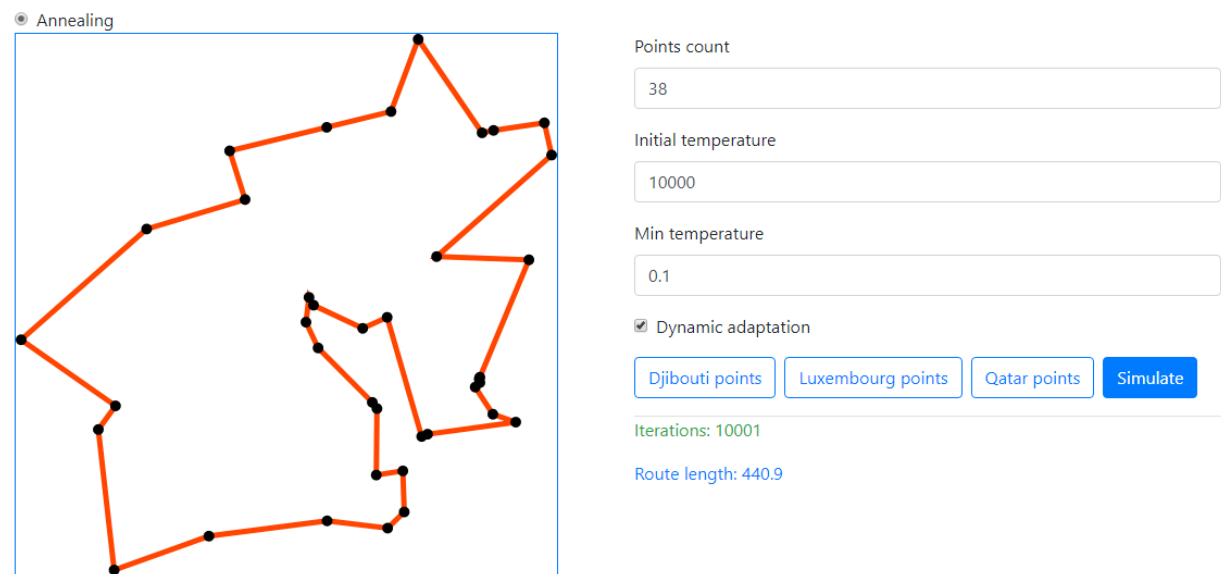 Annealing
Points count
38
Initial temperature
10000
Min temperature
0.1
Dynamic adaptation
Djibouti points Luxembourg points Qatar points Simulate
Iterations: 10001
Route length: 440.9